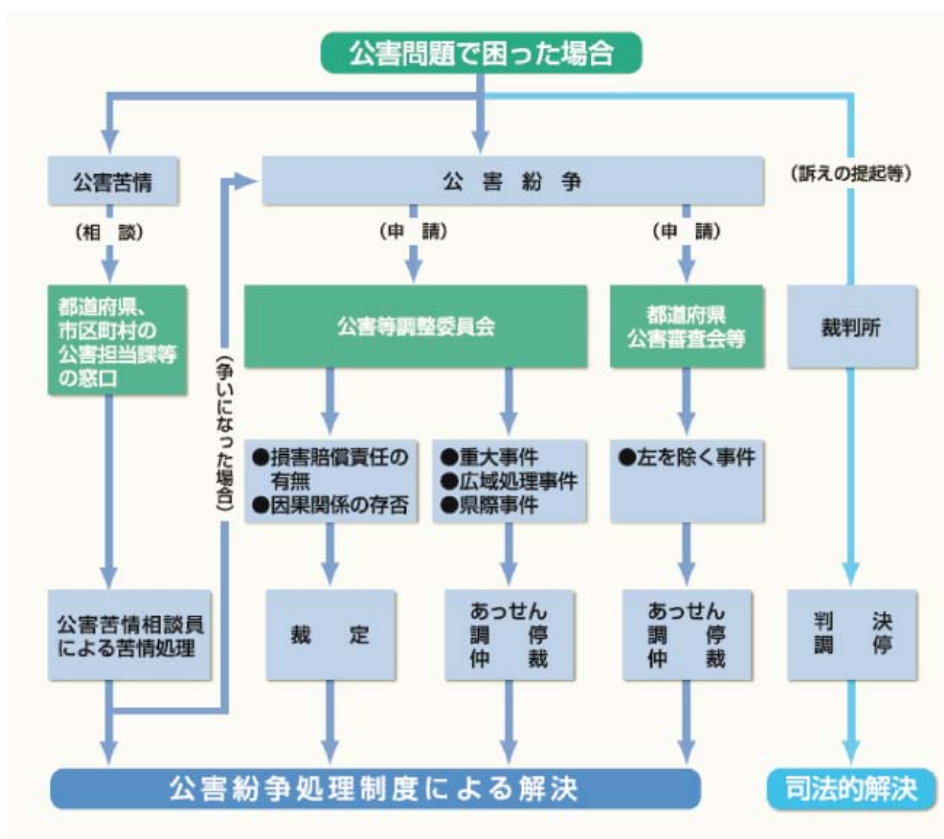 公害問題で困った場合
公害苦情
公害紛争
(訴えの提起等)
(相談)
(申請)
(申請)
都道府県、
市区町村の
公害担当課等
の窓口
公害等調整委員会
都道府県
公害審査会等
裁判所
(争いになった場合)
●損害賠償責任の
有無
●因果関係の存否
●重大事件
●広域処理事件
●県際事件
●左を除く事件
公害苦情相談員
による苦情処理
裁定
あっせん
調停
仲裁
あっせん
調停
仲裁
判決
調停
公害紛争処理制度による解決
司法的解決